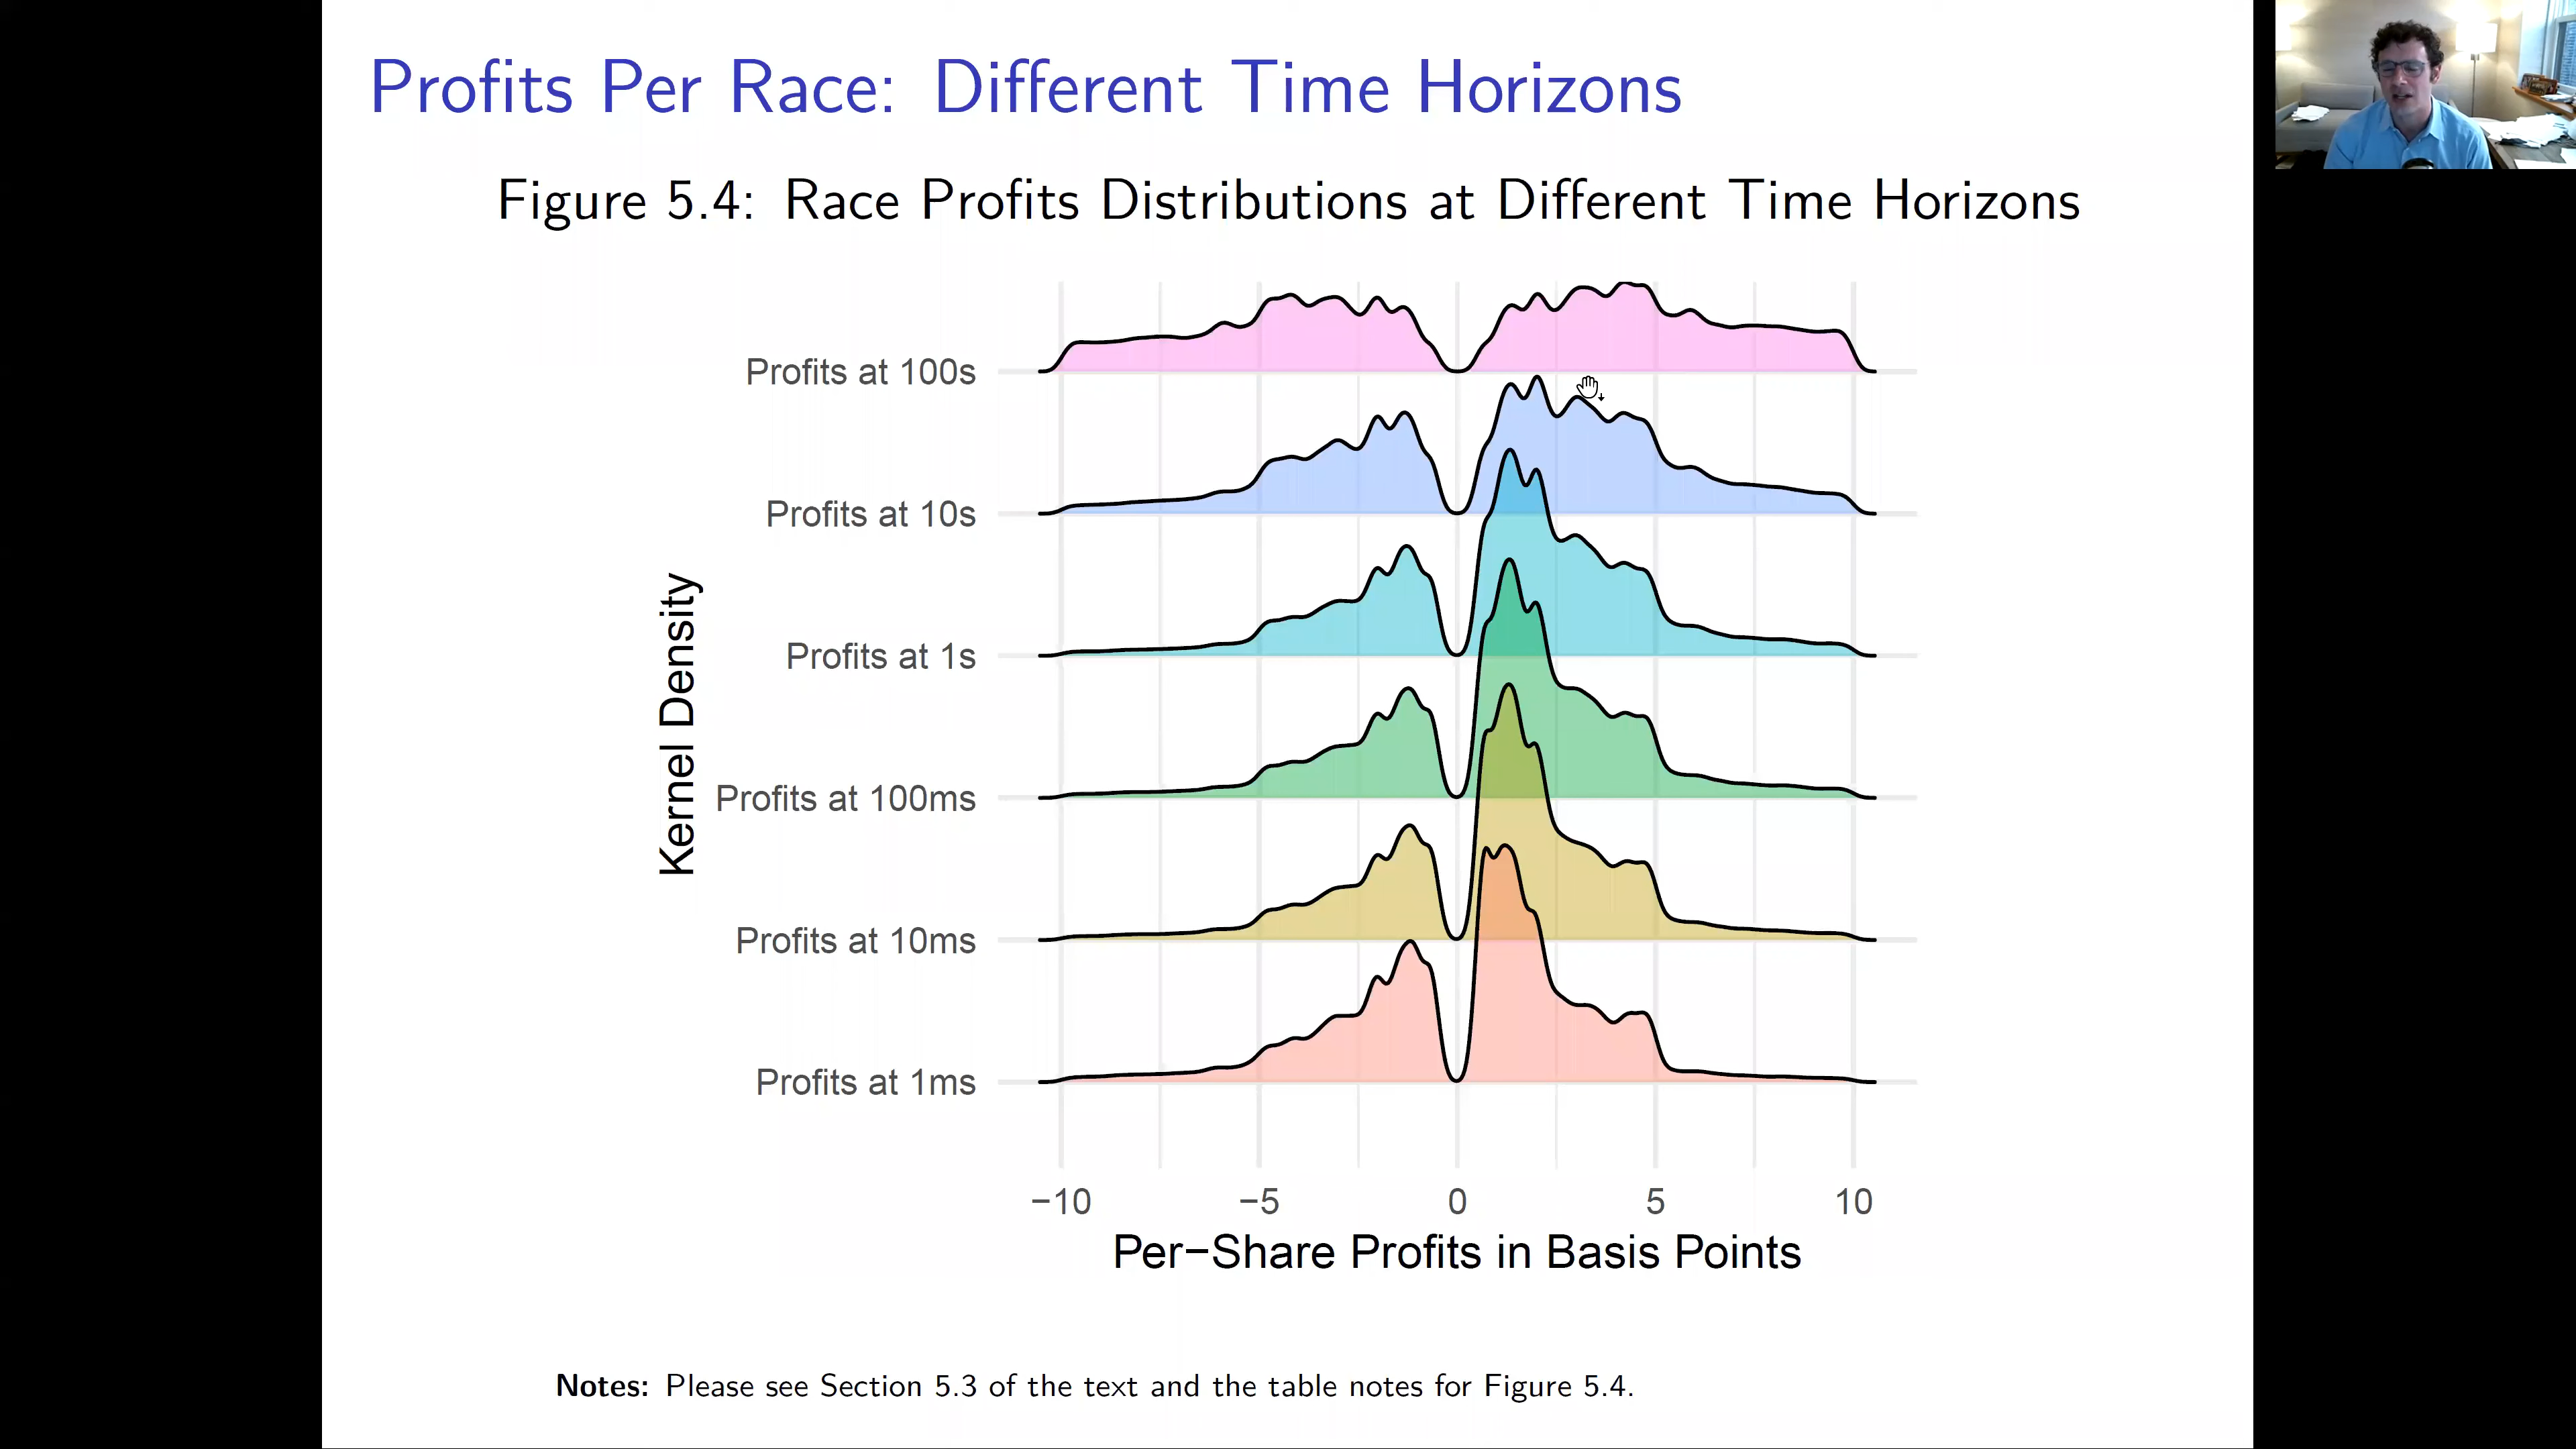 Profits Per Race: Different Time Horizons
Figure 5.4: Race Profits Distributions at Different Time Horizons
Profits at 100s
Profits at 10s
Profits at 1s
Profits at 100ms
Profits at 10ms
Profits at 1ms
Kernel Density
−10 −5 0 5 10
Per−Share Profits in Basis Points
Notes: Please see Section 5.3 of the text and the table notes for Figure 5.4.